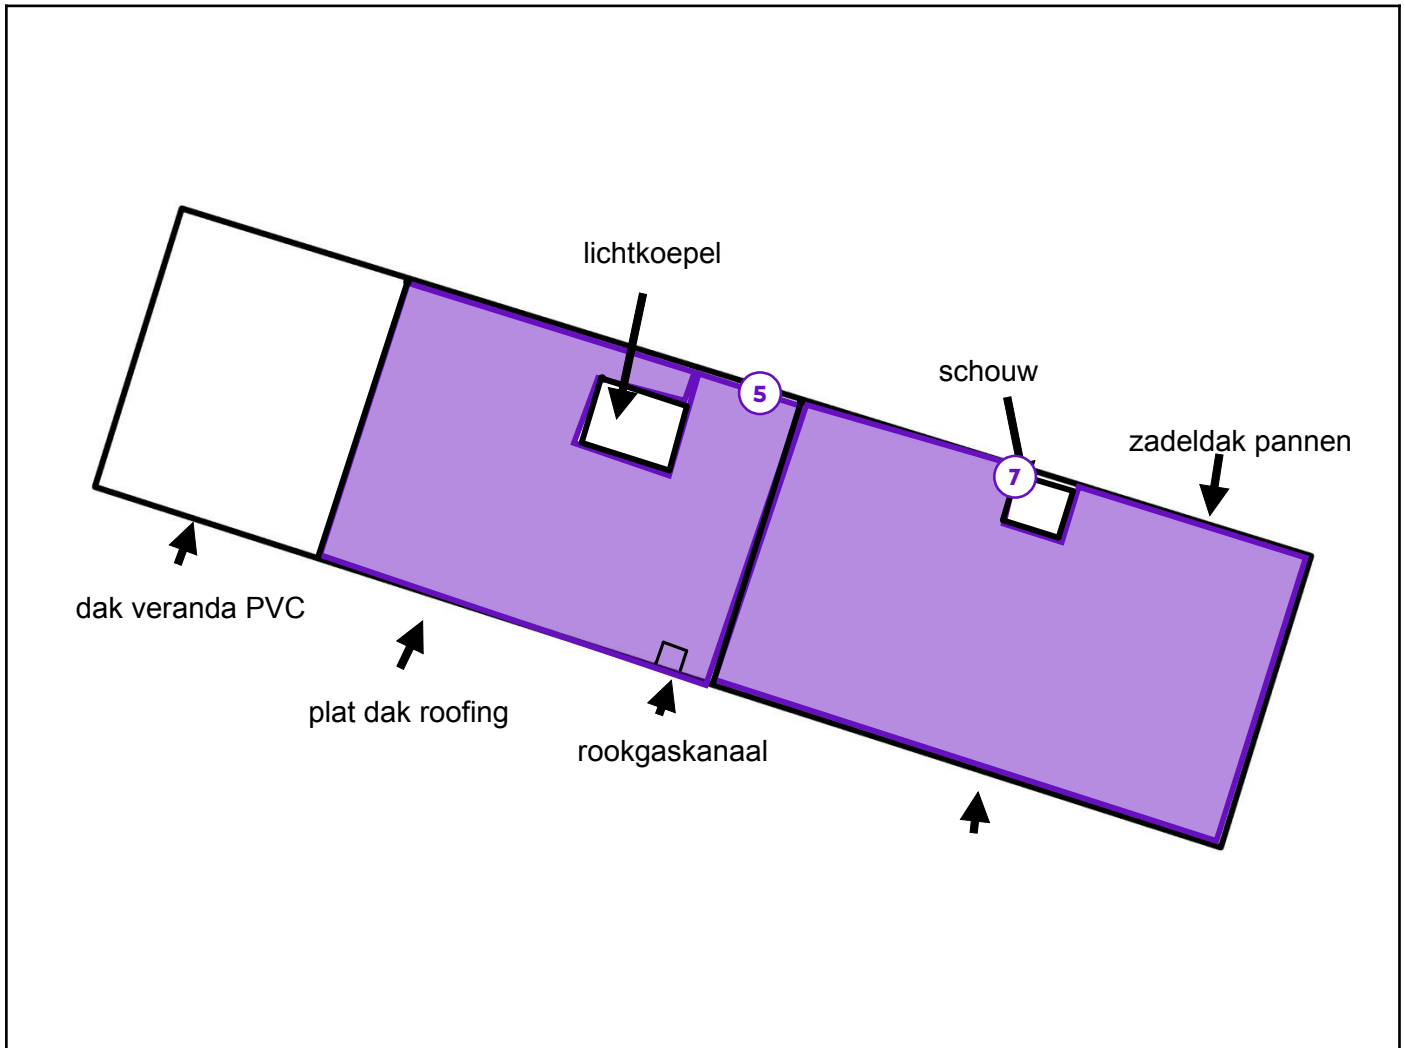 lichtkoepel
5
schouw
7
zadeldak pannen
dak veranda PVC
plat dak roofing
rookgaskanaal